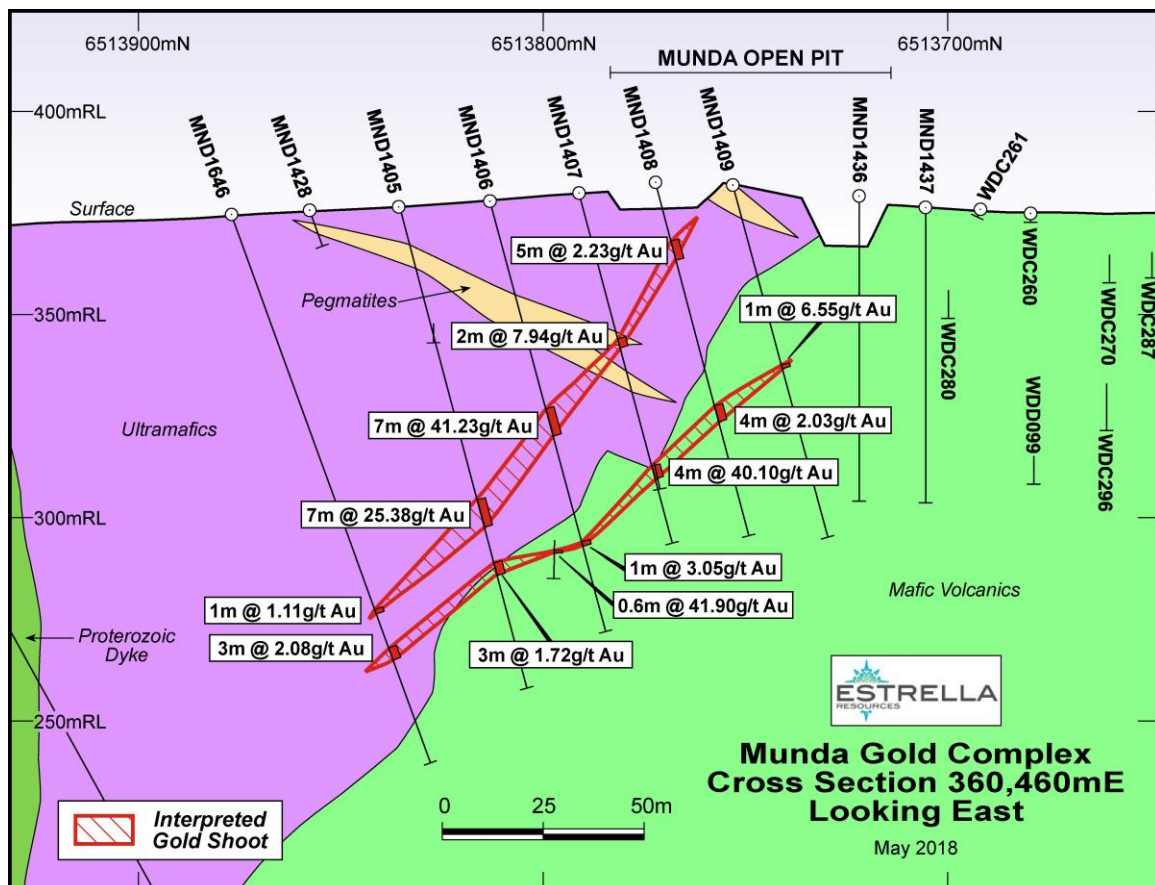 6513900mN
6513800mN
6513700mN
MUNDA OPEN PIT
400mRL
MND1646
MND1428
MND1405
MND1406
MND1407
MND1408
MND1409
MND1436
MND1437
WDC261
Surface
5m @ 2.23g/t Au
WDC260
WDC270
WDC287
Pegmatites
350mRL
2m @ 7.94g/t Au
1m @ 6.55g/t Au
WDC280
WDD099
WDC296
Ultramafics
7m @ 41.23g/t Au
4m @ 2.03g/t Au
4m @ 40.10g/t Au
300mRL
7m @ 25.38g/t Au
1m @ 3.05g/t Au
0.6m @ 41.90g/t Au
Mafic Volcanics
1m @ 1.11g/t Au
3m @ 2.08g/t Au
3m @ 1.72g/t Au
Proterozoic
Dyke
250mRL
ESTRELLA
RESOURCES
Munda Gold Complex
Cross Section 360,460mE
Looking East
May 2018
0 25 50m
Interpreted
Gold Shoot